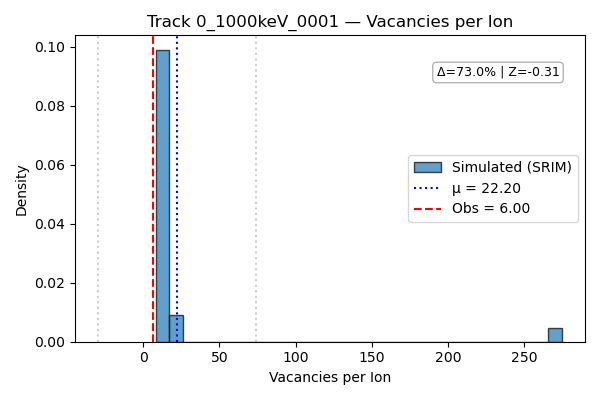 Track 0_1000keV_0001 — Vacancies per Ion
Δ=73.0% | Z=-0.31
Simulated (SRIM)
μ = 22.20
Obs = 6.00
Density
0.10
0.08
0.06
0.04
0.02
0.00
0
50
100
150
200
250
Vacancies per Ion